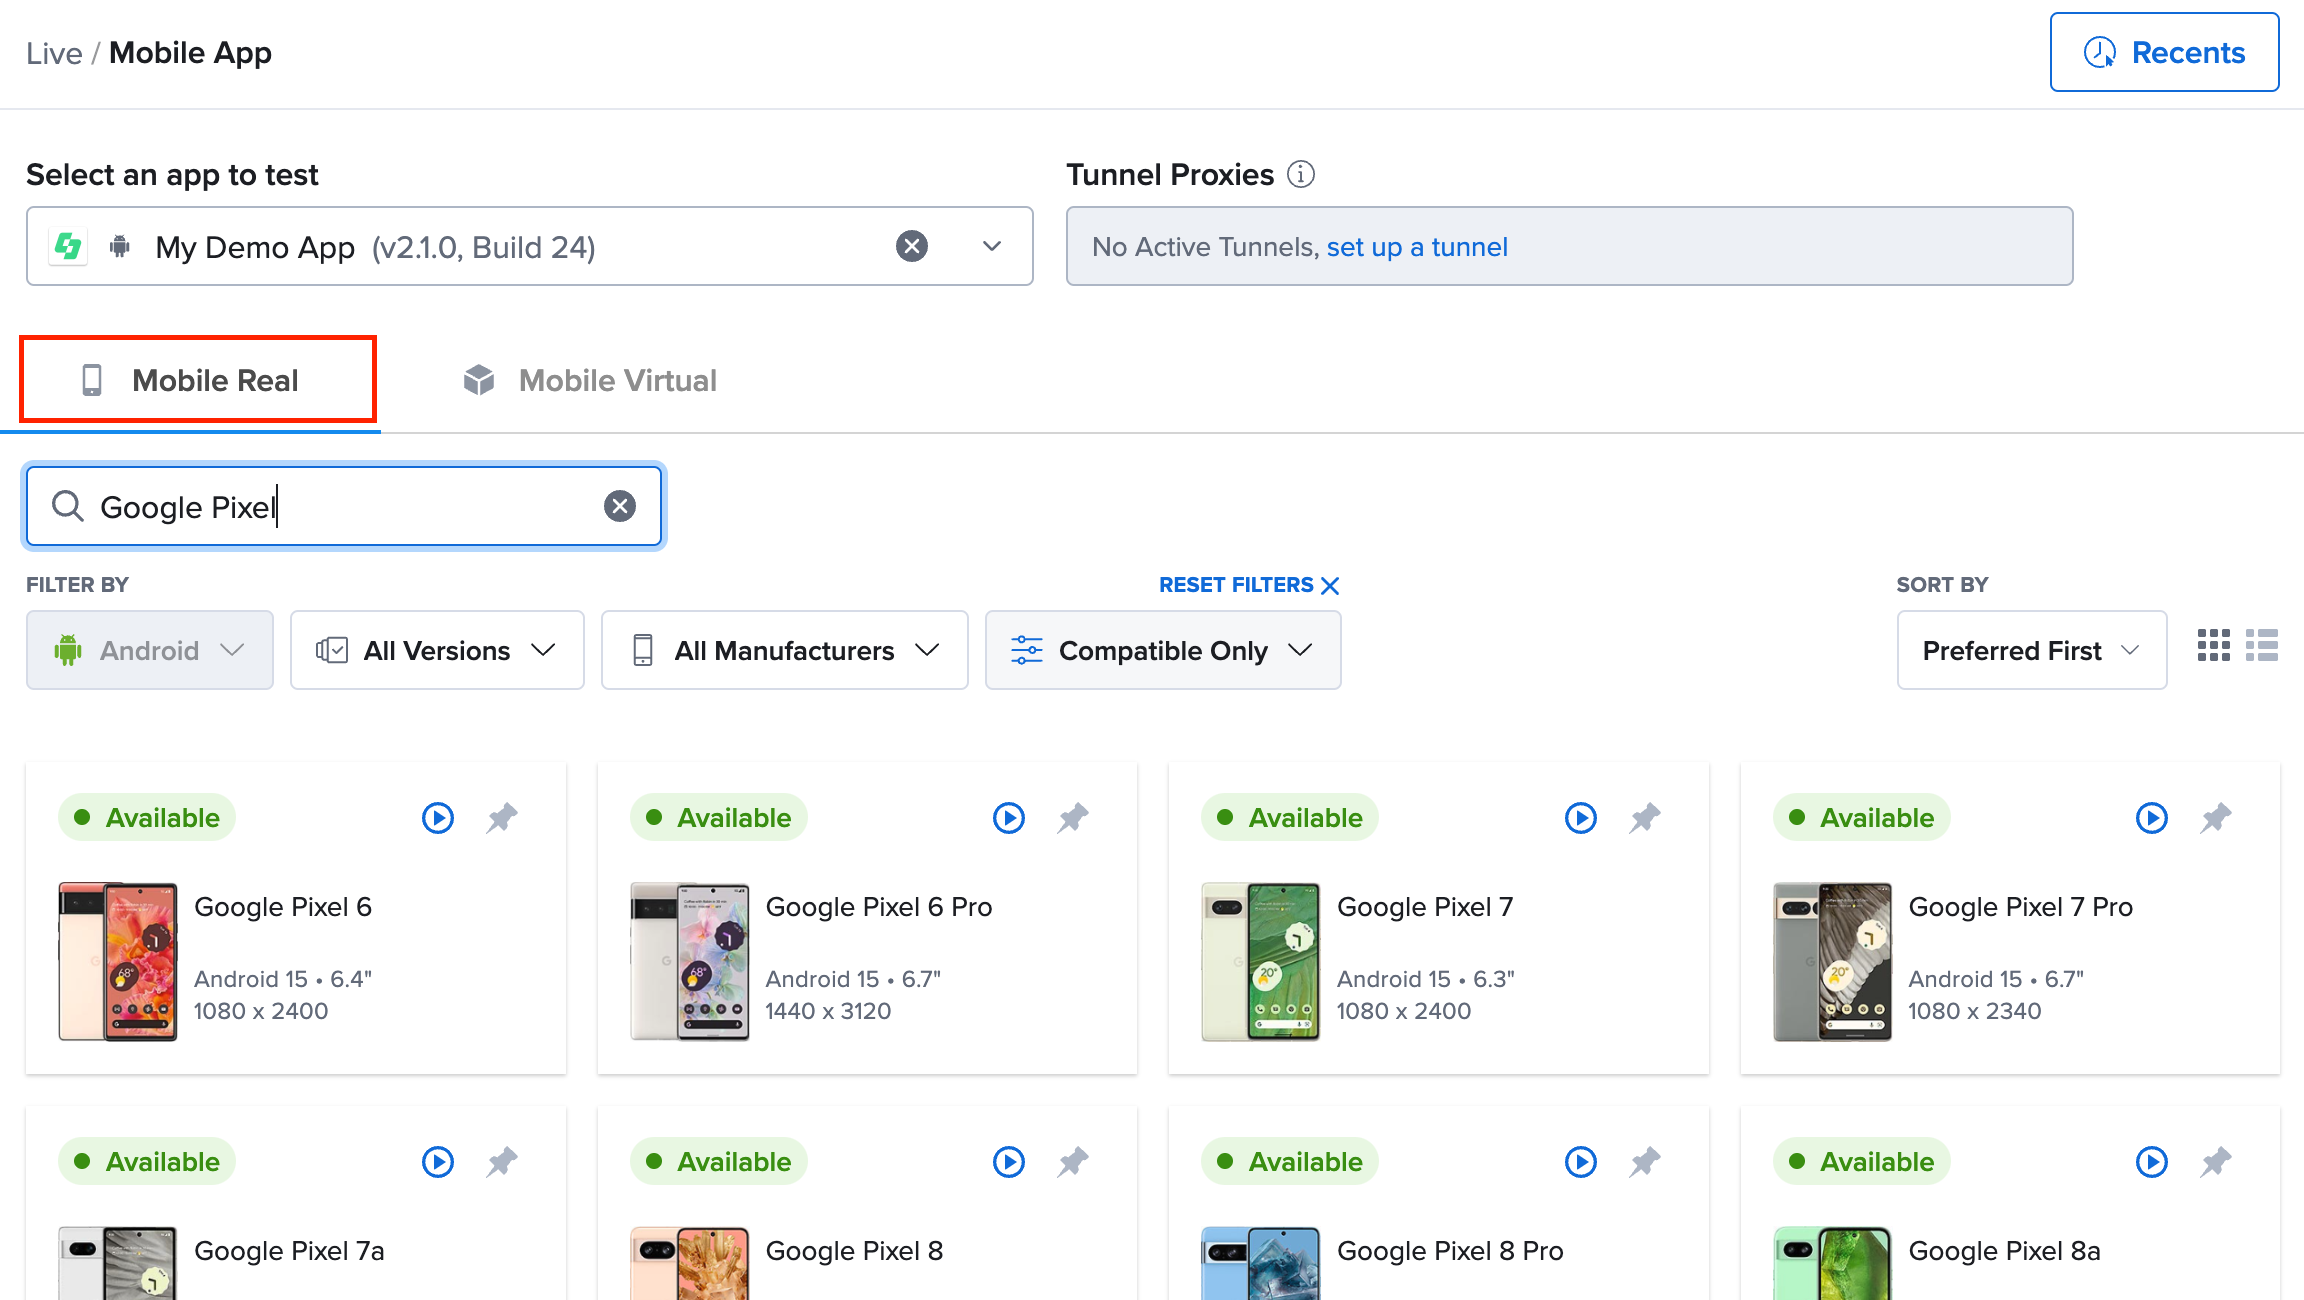 Live / Mobile App
Recents
Select an app to test
Tunnel Proxies
My Demo App (v2.1.0, Build 24)
No Active Tunnels, set up a tunnel
Mobile Real
Mobile Virtual
Google Pixel
FILTER BY
RESET FILTERS
SORT BY
Android
All Versions
All Manufacturers
Compatible Only
Preferred First
Available
Available
Available
Available
Google Pixel 6
Android 15 • 6.4"
1080 x 2400
Google Pixel 6 Pro
Android 15 • 6.7"
1440 x 3120
Google Pixel 7
Android 15 • 6.3"
1080 x 2400
Google Pixel 7 Pro
Android 15 • 6.7"
1080 x 2340
Available
Available
Available
Available
Google Pixel 7a
Google Pixel 8
Google Pixel 8 Pro
Google Pixel 8a